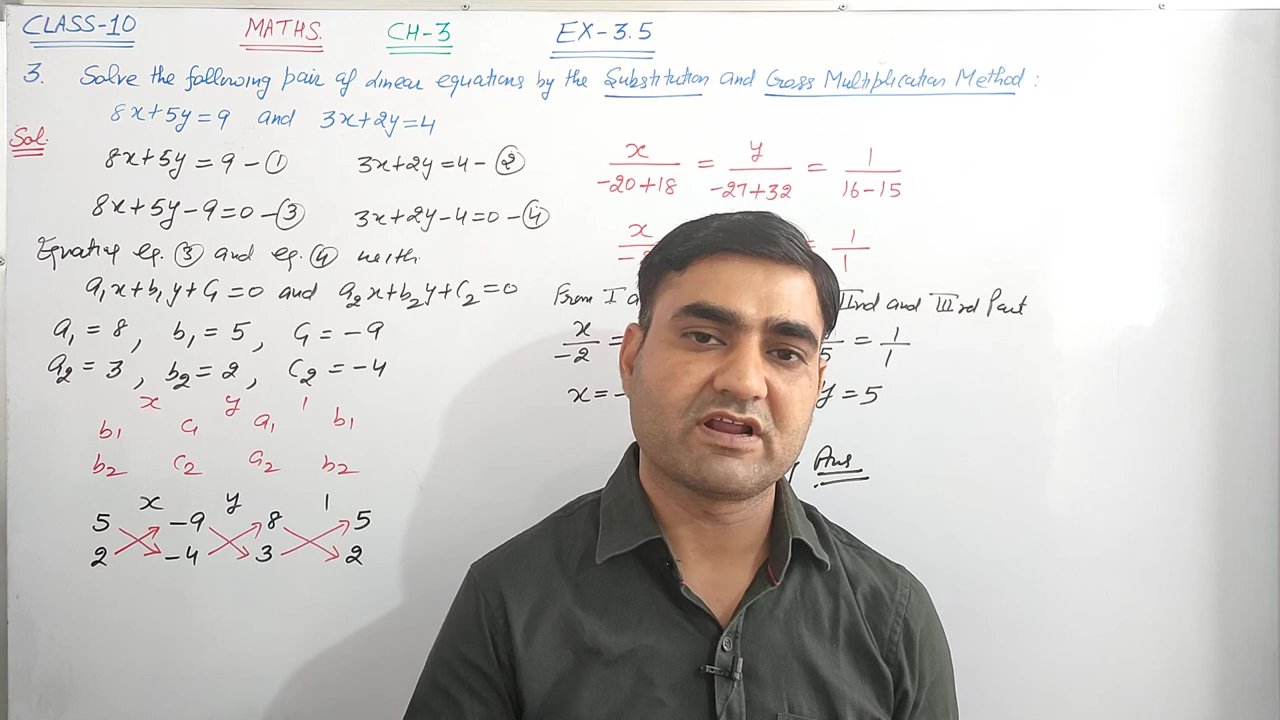 CLASS-10 MATHS. CH-3 EX-3.5
3. Solve the following pair of linear equations by the Substitution and Cross Multiplication Method:
8x+5y=9 and 3x+2y=4
Sol.
8x+5y=9-① 3x+2y=4-②
8x+5y-9=0-③ 3x+2y-4=0-④
Equating eq. ③ and eq. ④ with
a₁x+b₁y+c₁=0 and a₂x+b₂y+c₂=0
a₁=8, b₁=5, c₁=-9
a₂=3, b₂=2, c₂=-4
x y 1
b₁ c₁ a₁ b₁
b₂ c₂ a₂ b₂
x y 1
5 -9 8 5
2 -4 3 2
x/-20+18 = y/-27+32 = 1/16-15
x/ = 1/1
From I IInd and IIIrd Part
x/-2 = 5 = 1/1
x=- y=5
Ans